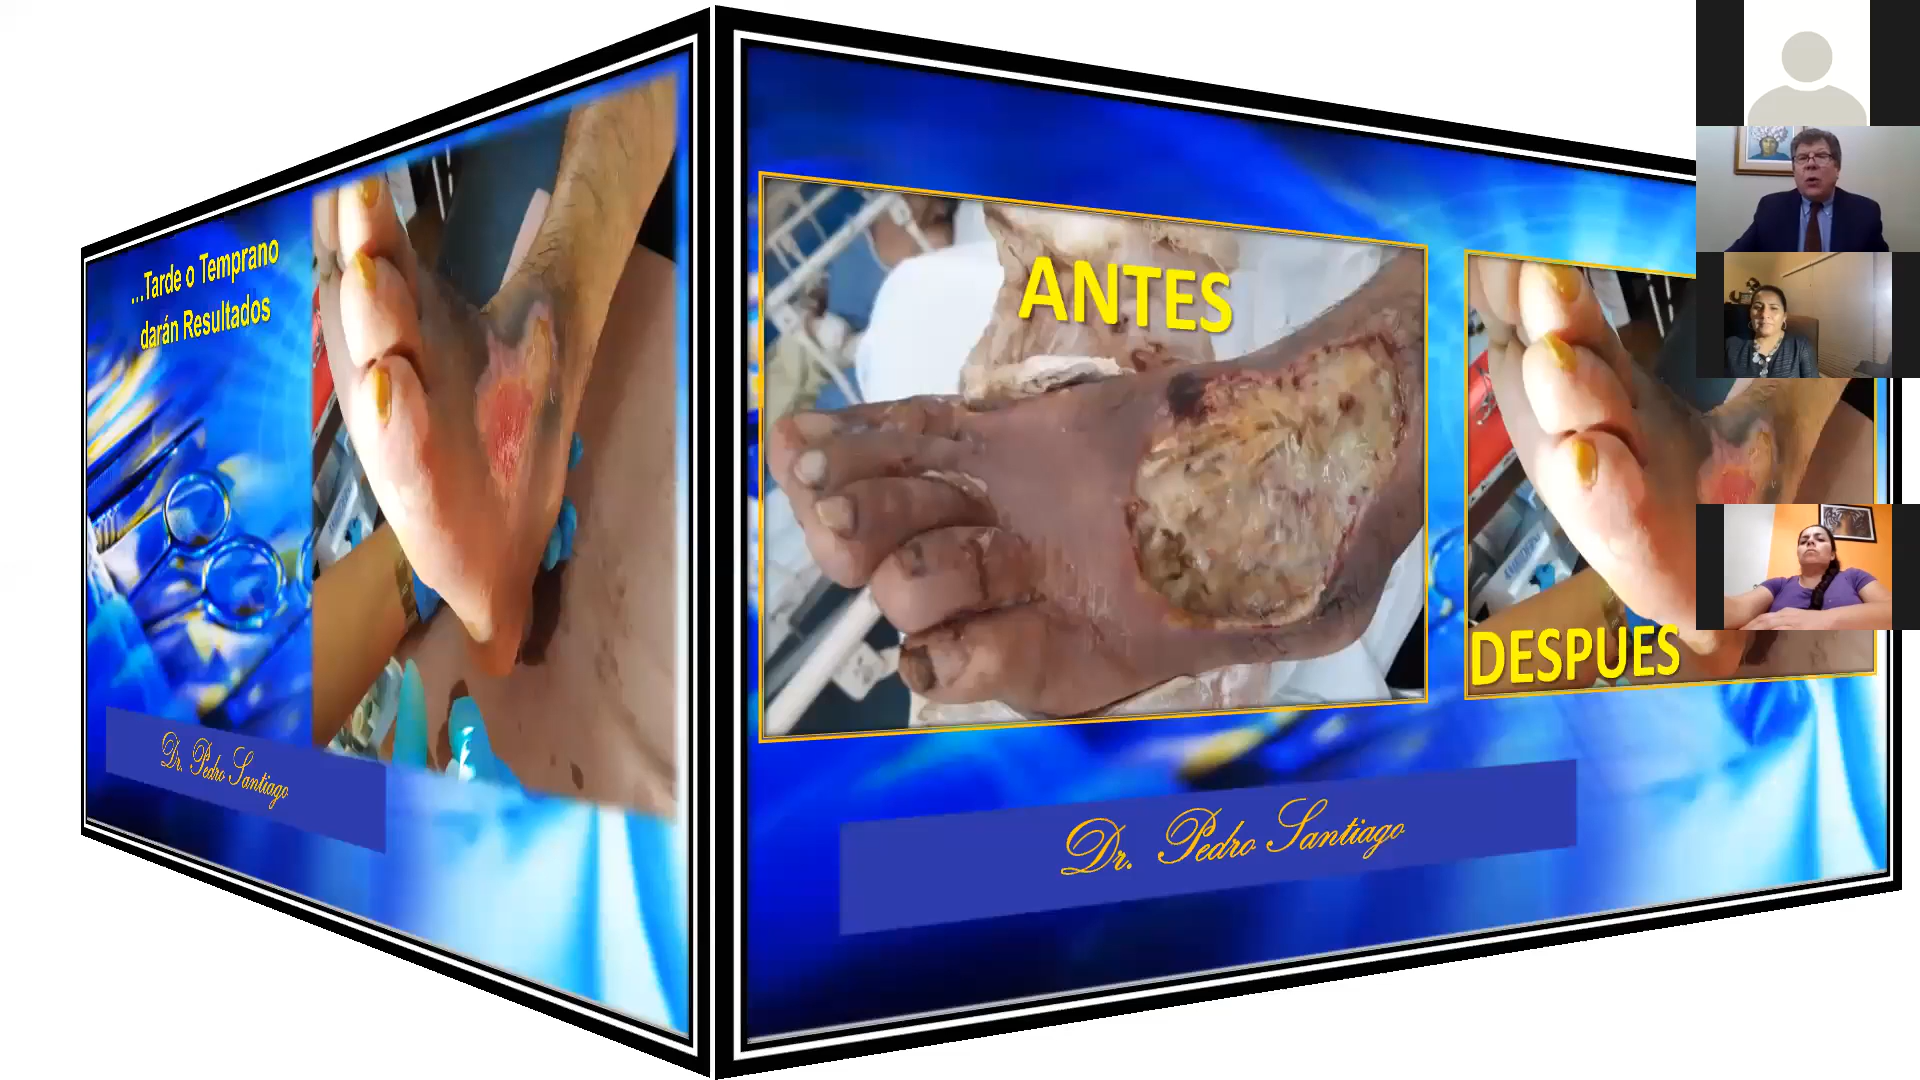 ...Tarde o Temprano
darán Resultados
Dr. Pedro Santiago
ANTES
DESPUES
Dr. Pedro Santiago